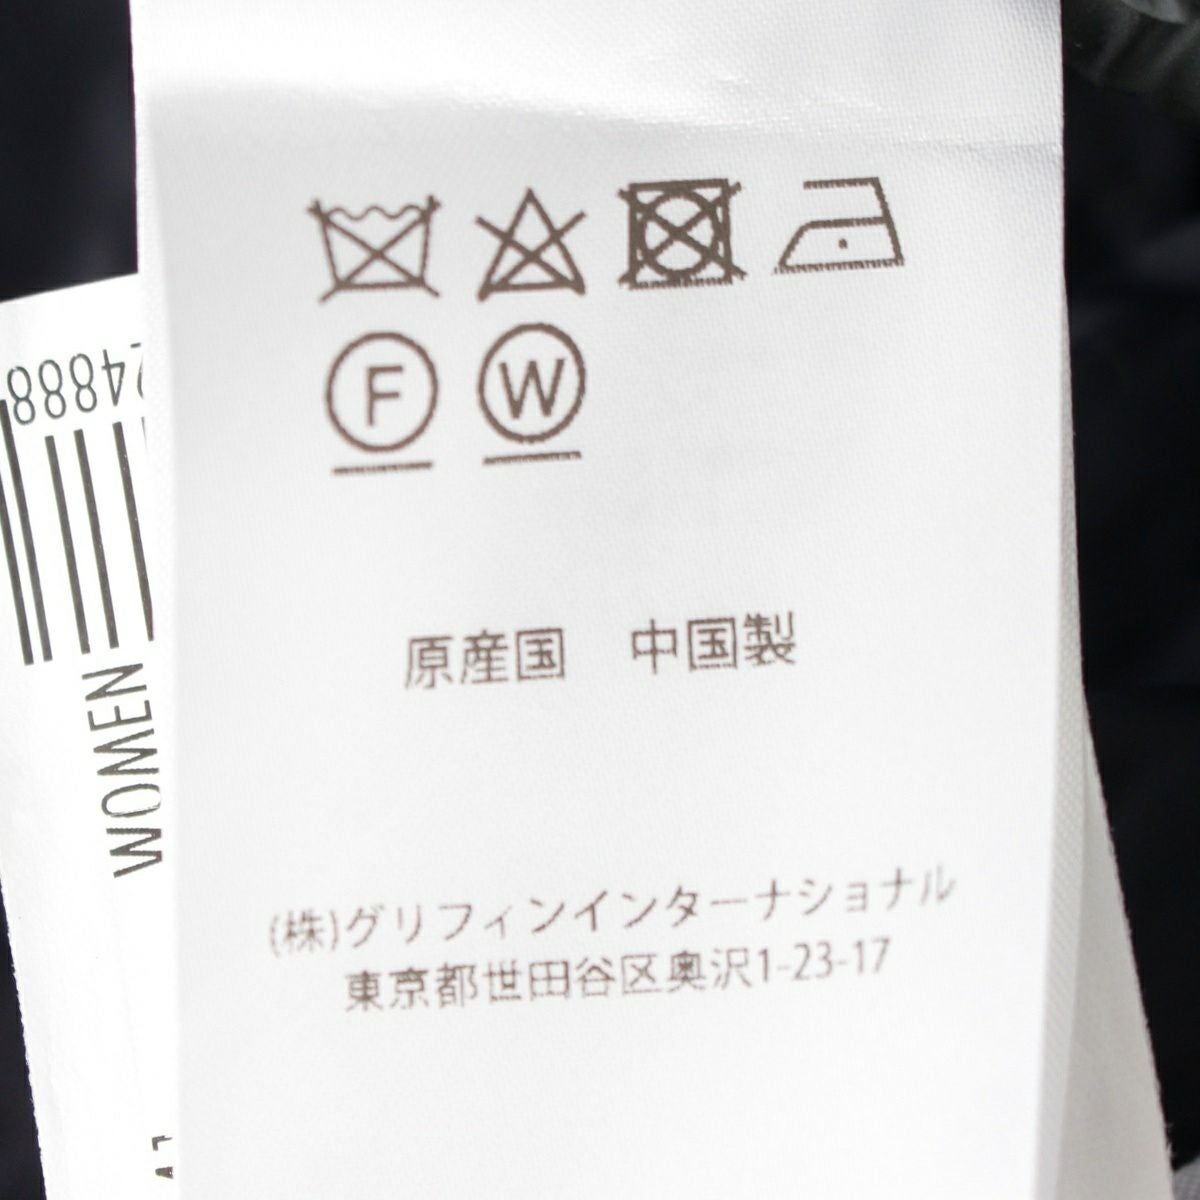 F W
原産国 中国製
(株)グリフィンインターナショナル
東京都世田谷区奥沢1-23-17
24888
WOMEN